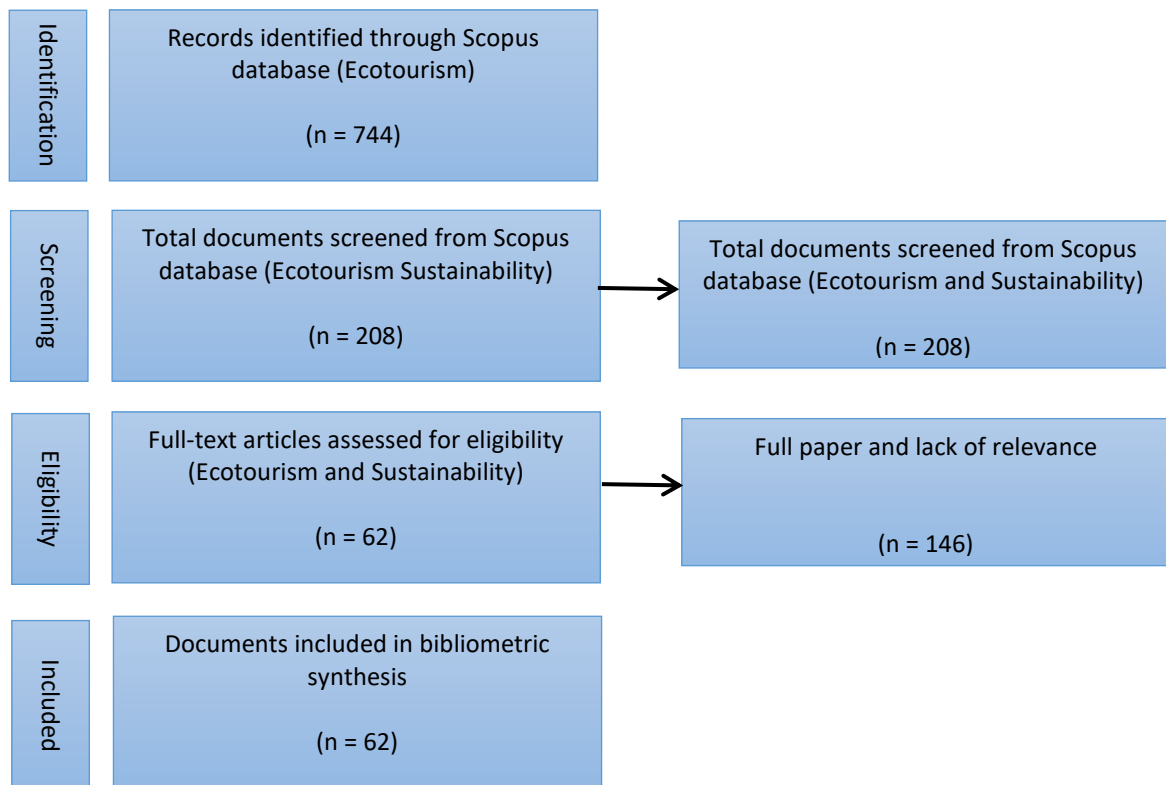 Identification
Records identified through Scopus
database (Ecotourism)
(n = 744)
Screening
Total documents screened from Scopus
database (Ecotourism Sustainability)
(n = 208)
Total documents screened from Scopus
database (Ecotourism and Sustainability)
(n = 208)
Eligibility
Full-text articles assessed for eligibility
(Ecotourism and Sustainability)
(n = 62)
Full paper and lack of relevance
(n = 146)
Included
Documents included in bibliometric
synthesis
(n = 62)